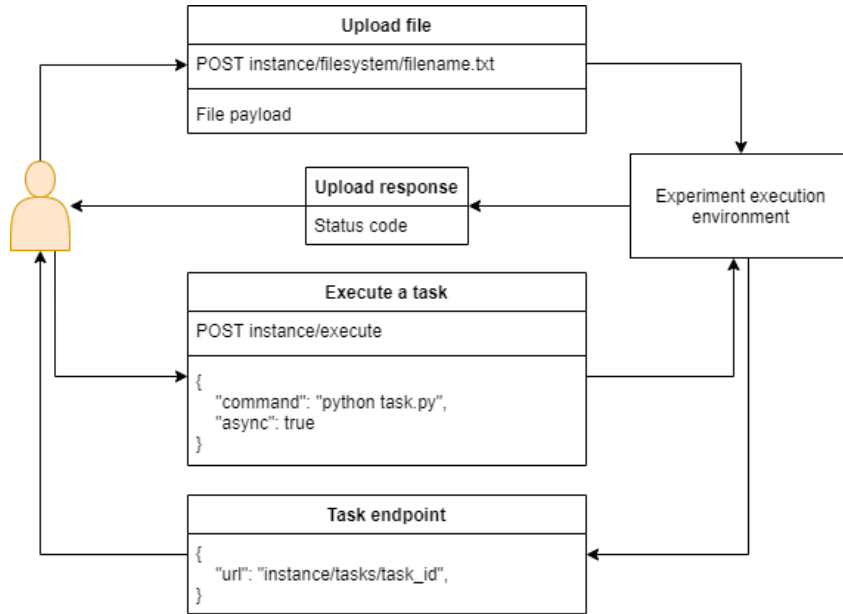 Upload file
POST instance/filesystem/filename.txt
File payload
Upload response
Status code
Experiment execution
environment
Execute a task
POST instance/execute
{
"command": "python task.py",
"async": true
}
Task endpoint
{
"url": "instance/tasks/task_id",
}